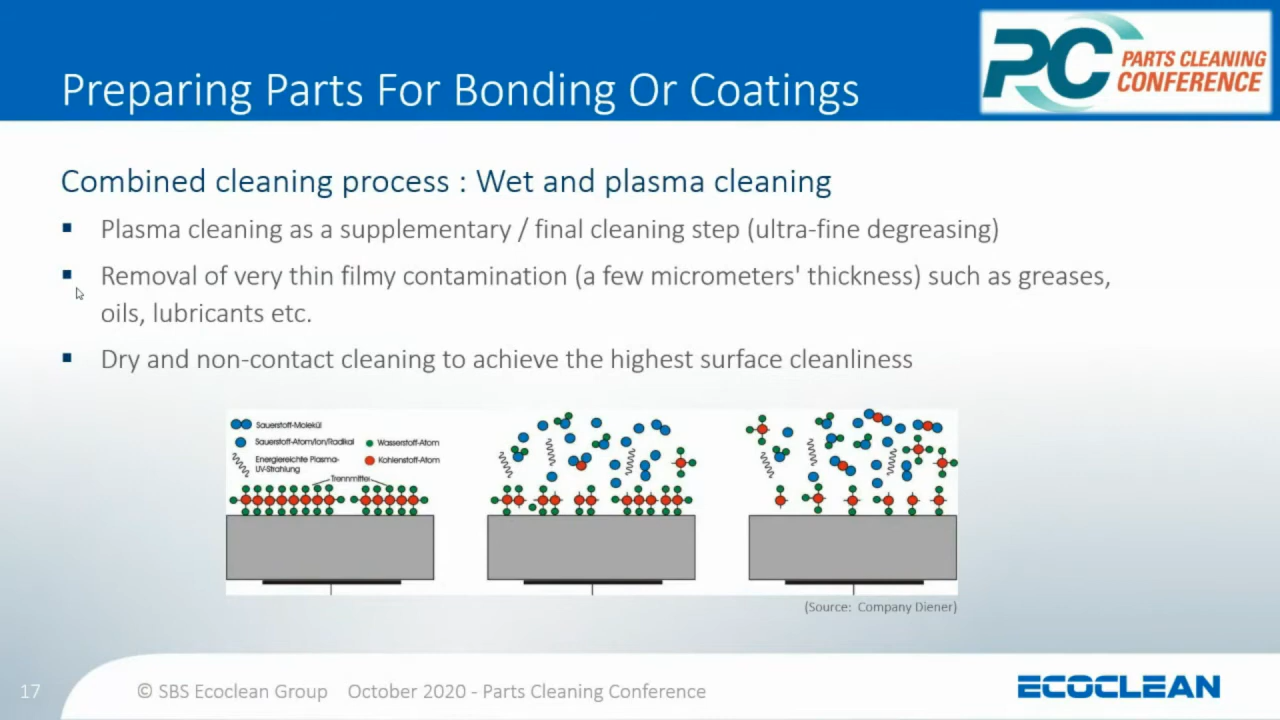 PC PARTS CLEANING
CONFERENCE
Preparing Parts For Bonding Or Coatings
Combined cleaning process : Wet and plasma cleaning
▪ Plasma cleaning as a supplementary / final cleaning step (ultra-fine degreasing)
▪ Removal of very thin filmy contamination (a few micrometers' thickness) such as greases,
oils, lubricants etc.
▪ Dry and non-contact cleaning to achieve the highest surface cleanliness
Sauerstoff-Molekül
Sauerstoff-Atom/Ion/Radikal
Wasserstoff-Atom
Energiereichte Plasma-
UV-Strahlung
Kohlenstoff-Atom
Trennmittel
(Source: Company Diener)
17
© SBS Ecoclean Group October 2020 - Parts Cleaning Conference
ECOCLEAN